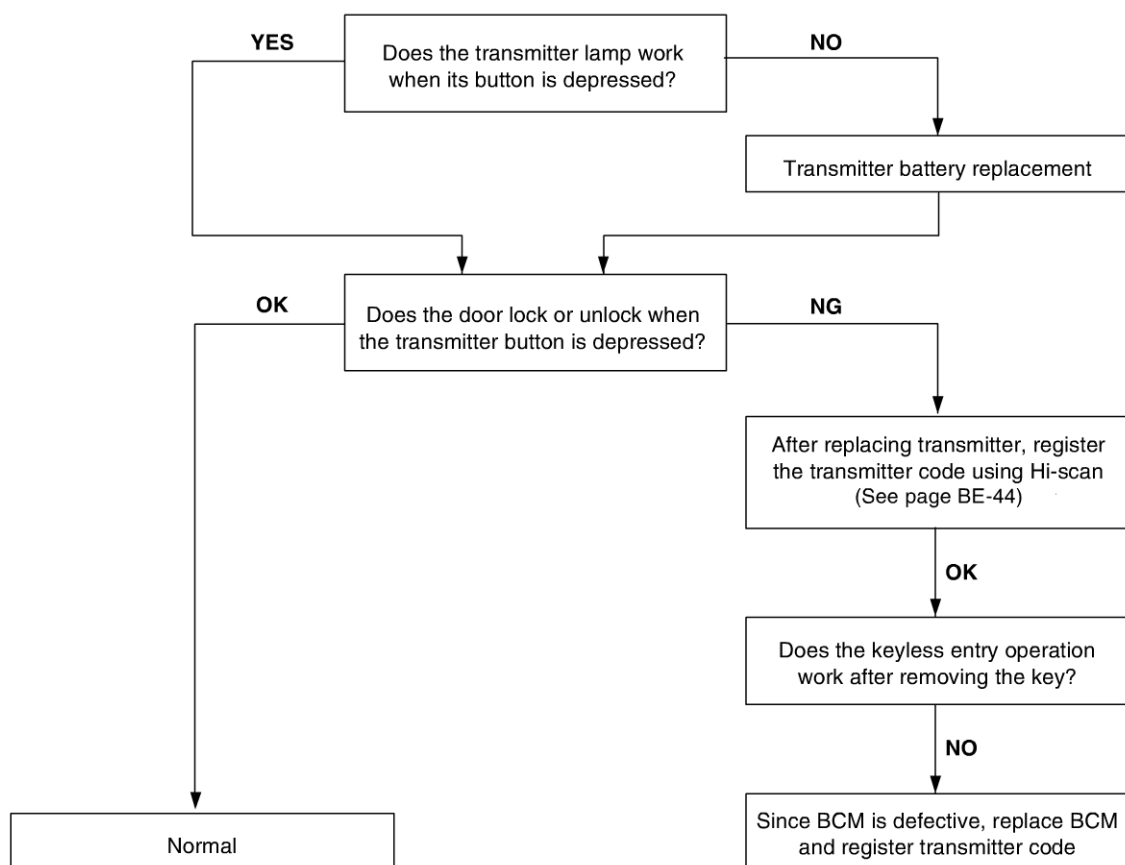 YES
Does the transmitter lamp work
when its button is depressed?
NO
Transmitter battery replacement
OK
Does the door lock or unlock when
the transmitter button is depressed?
NG
After replacing transmitter, register
the transmitter code using Hi-scan
(See page BE-44)
OK
Does the keyless entry operation
work after removing the key?
NO
Since BCM is defective, replace BCM
and register transmitter code
Normal